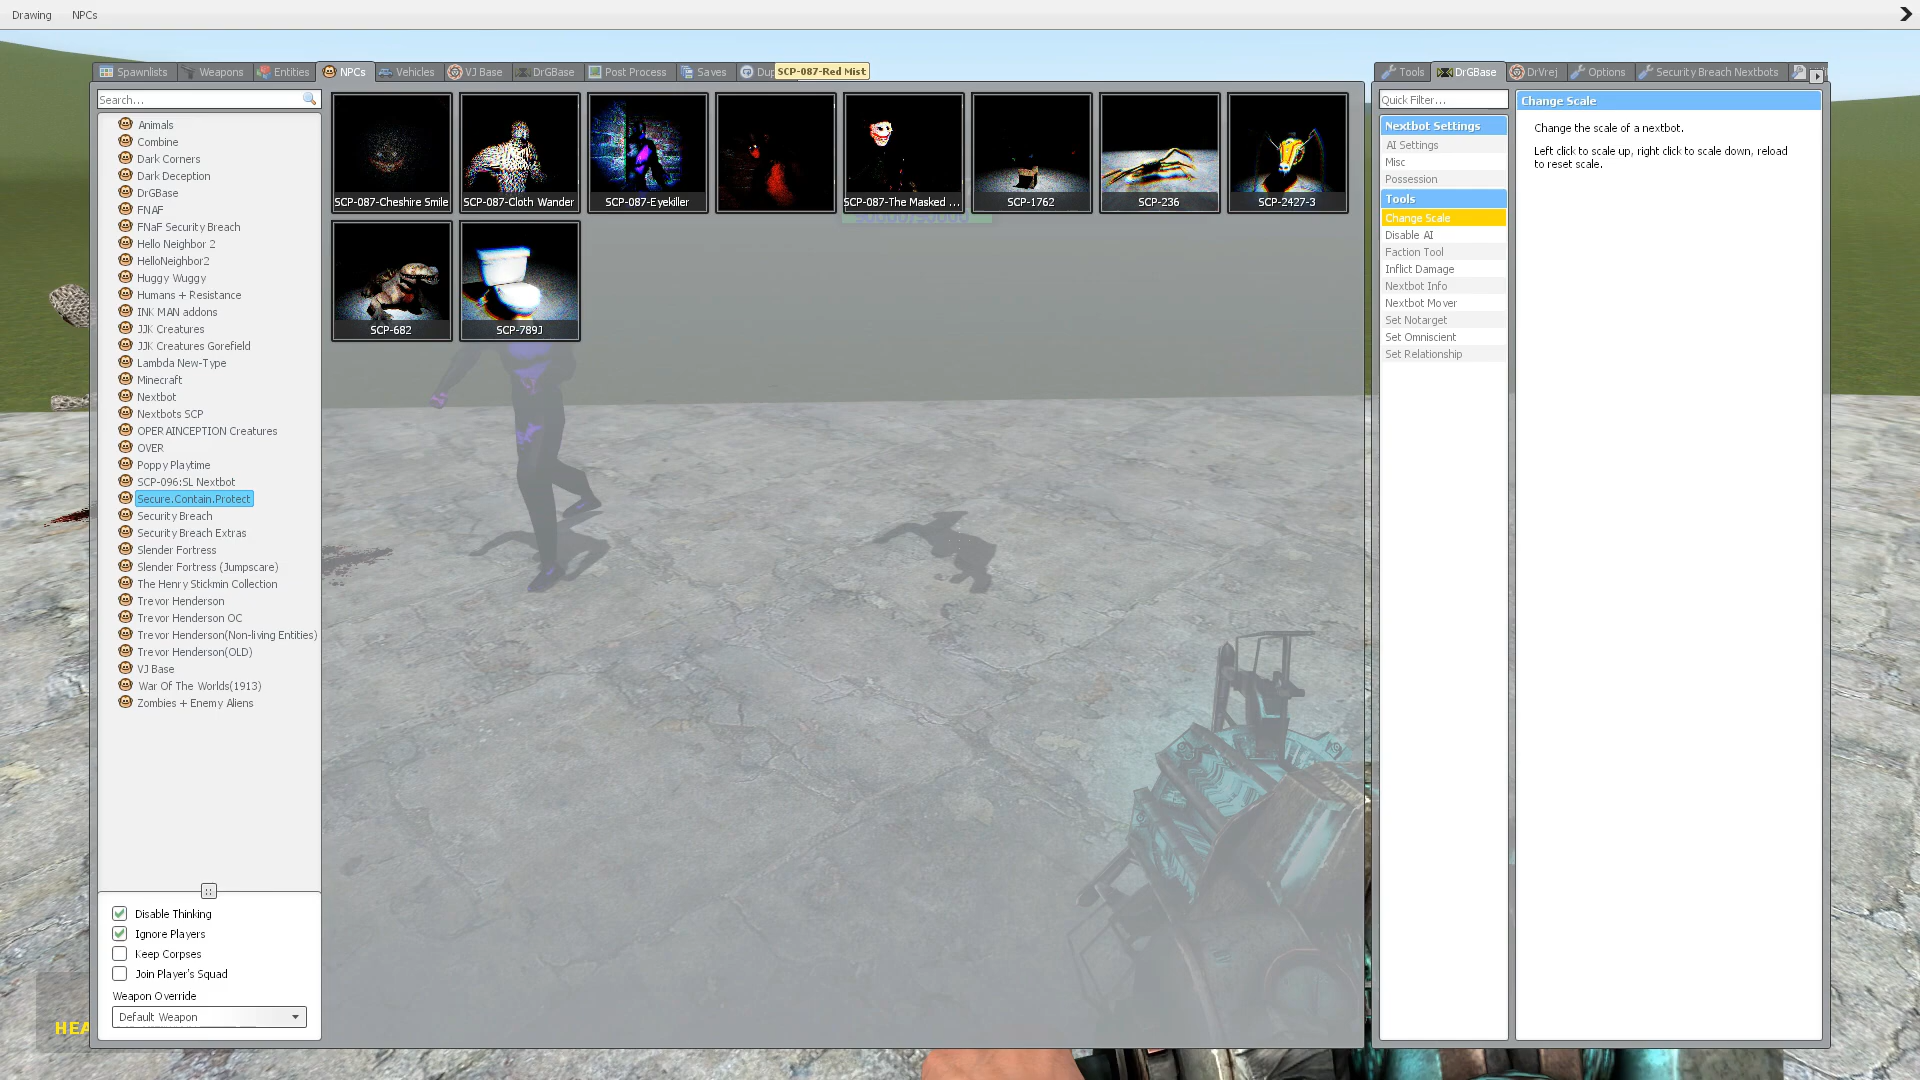 Drawing NPCs
Spawnlists Weapons Entities NPCs Vehicles VJ Base DrGBase Post Process Saves Dup
SCP-087-Red Mist
Tools DrGBase DrVrej Options Security Breach Nextbots
Search...
Animals
Combine
Dark Corners
Dark Deception
DrGBase
FNAF
FNaF Security Breach
Hello Neighbor 2
HelloNeighbor2
Huggy Wuggy
Humans + Resistance
INK MAN addons
JJK Creatures
JJK Creatures Gorefield
Lambda New-Type
Minecraft
Nextbot
Nextbots SCP
OPERAINCEPTION Creatures
OVER
Poppy Playtime
SCP-096:SL Nextbot
Secure.Contain.Protect
Security Breach
Security Breach Extras
Slender Fortress
Slender Fortress (Jumpscare)
The Henry Stickmin Collection
Trevor Henderson
Trevor Henderson OC
Trevor Henderson(Non-living Entities)
Trevor Henderson(OLD)
VJ Base
War Of The Worlds(1913)
Zombies + Enemy Aliens
Disable Thinking
Ignore Players
Keep Corpses
Join Player's Squad
Weapon Override
Default Weapon
HEA
SCP-087-Cheshire Smile
SCP-087-Cloth Wander
SCP-087-Eyekiller
SCP-087-The Masked ...
SCP-1762
SCP-236
SCP-2427-3
SCP-682
SCP-789J
Quick Filter...
Nextbot Settings
AI Settings
Misc
Possession
Tools
Change Scale
Disable AI
Faction Tool
Inflict Damage
Nextbot Info
Nextbot Mover
Set Notarget
Set Omniscient
Set Relationship
Change Scale
Change the scale of a nextbot.
Left click to scale up, right click to scale down, reload
to reset scale.